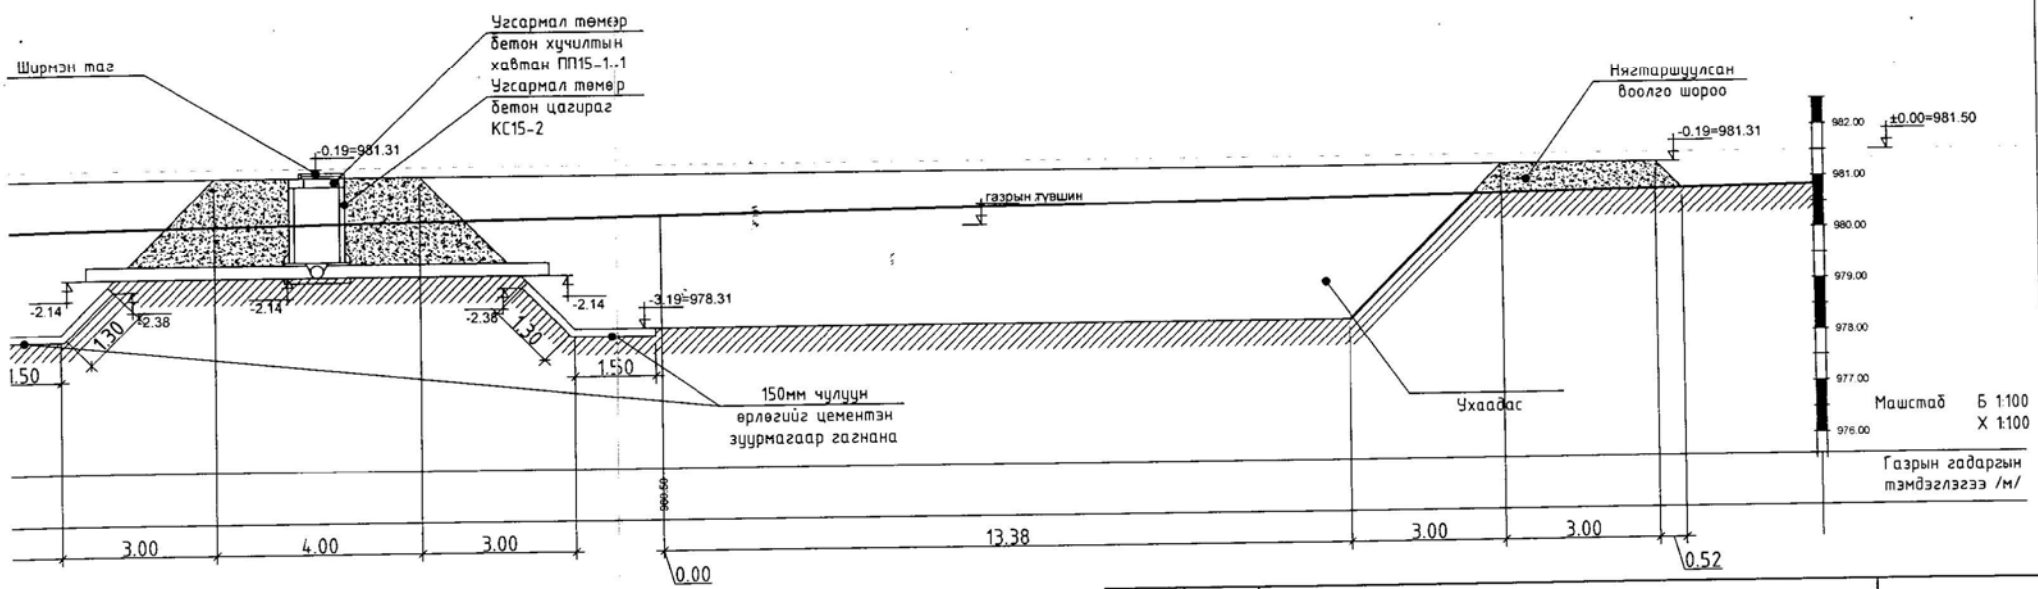 Угсармал төмөр
бетон хучилтын
хавтан ПП15-1-1
Ширмэн таг
Угсармал төмөр
бетон цагираг
КС15-2
Нягтаршуулсан
воолго шороо
-0.19=981.31
-0.19=981.31
982.00
±0.00=981.50
981.00
газрын түвшин
980.00
979.00
-2.14
-2.38
-2.14
-2.38
-2.14
-3.19=978.31
978.00
1.30
1.30
1.50
1.50
977.00
150мм чулуун
өрлөгийг цементэн
зуурмагаар гагнана
Ухаадас
976.00
Машстаб Б 1:100
Х 1:100
Газрын гадаргын
тэмдэглэгээ /м/
980.50
3.00
4.00
3.00
13.38
3.00
3.00
0.00
0.52